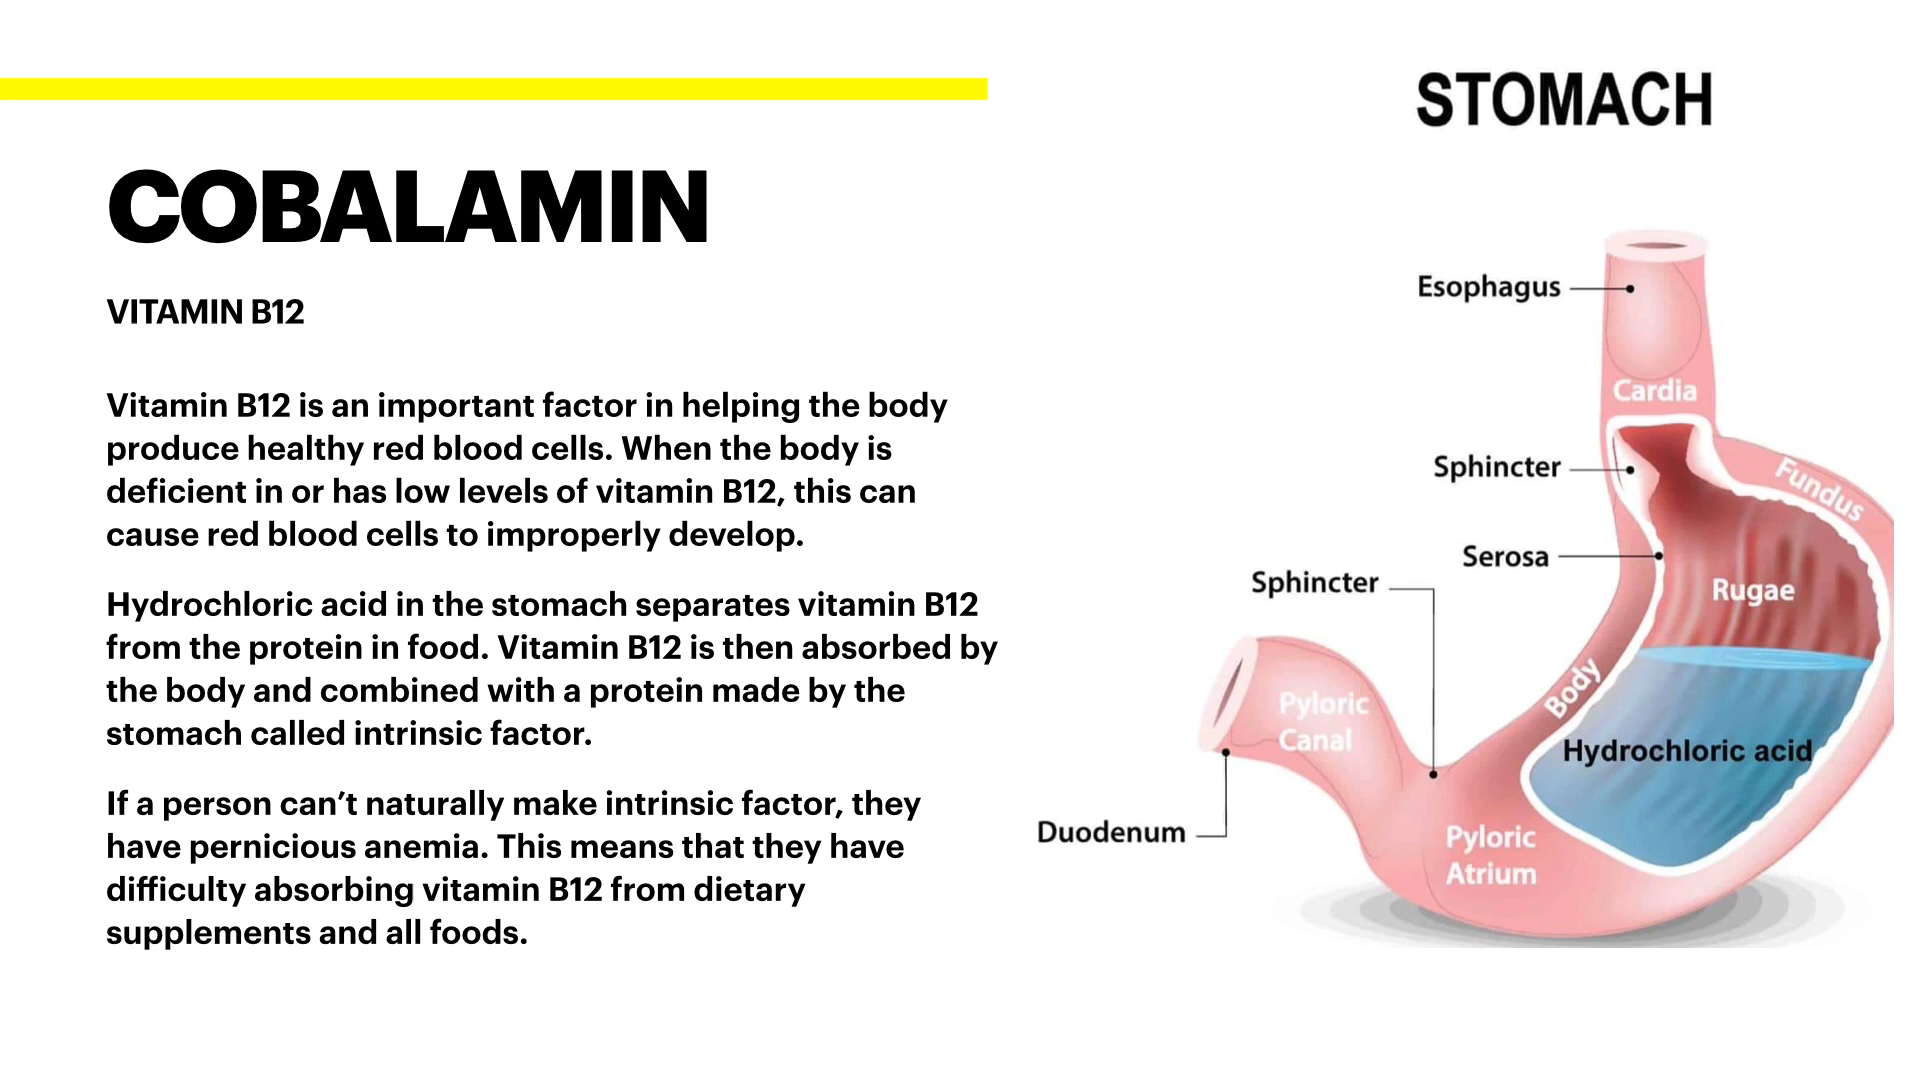 COBALAMIN
VITAMIN B12
Vitamin B12 is an important factor in helping the body
produce healthy red blood cells. When the body is
deficient in or has low levels of vitamin B12, this can
cause red blood cells to improperly develop.
Hydrochloric acid in the stomach separates vitamin B12
from the protein in food. Vitamin B12 is then absorbed by
the body and combined with a protein made by the
stomach called intrinsic factor.
If a person can’t naturally make intrinsic factor, they
have pernicious anemia. This means that they have
difficulty absorbing vitamin B12 from dietary
supplements and all foods.
STOMACH
Esophagus
Cardia
Sphincter
Fundus
Serosa
Sphincter
Rugae
Body
Pyloric
Canal
Hydrochloric acid
Duodenum
Pyloric
Atrium